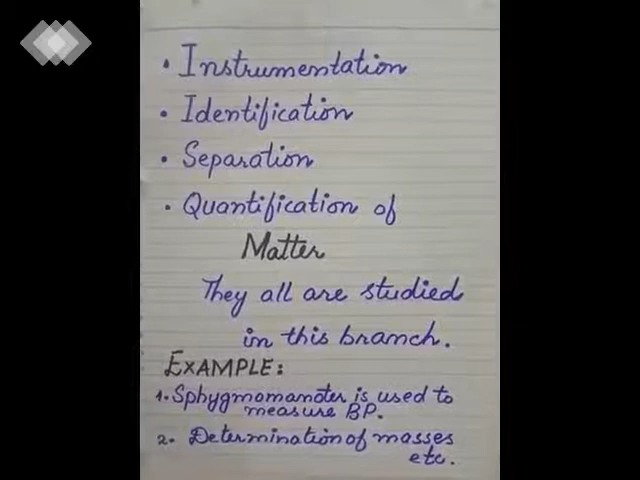 • Instrumentation
• Identification
• Separation
• Quantification of
Matter
They all are studied
in this branch.
EXAMPLE:
1. Sphygmomanoter is used to
measure BP.
2. Determination of masses
etc.